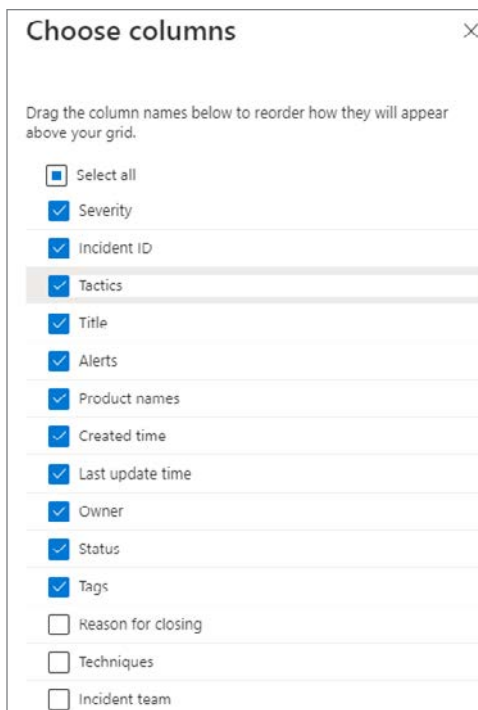 Choose columns
Drag the column names below to reorder how they will appear
above your grid.
Select all
Severity
Incident ID
Tactics
Title
Alerts
Product names
Created time
Last update time
Owner
Status
Tags
Reason for closing
Techniques
Incident team